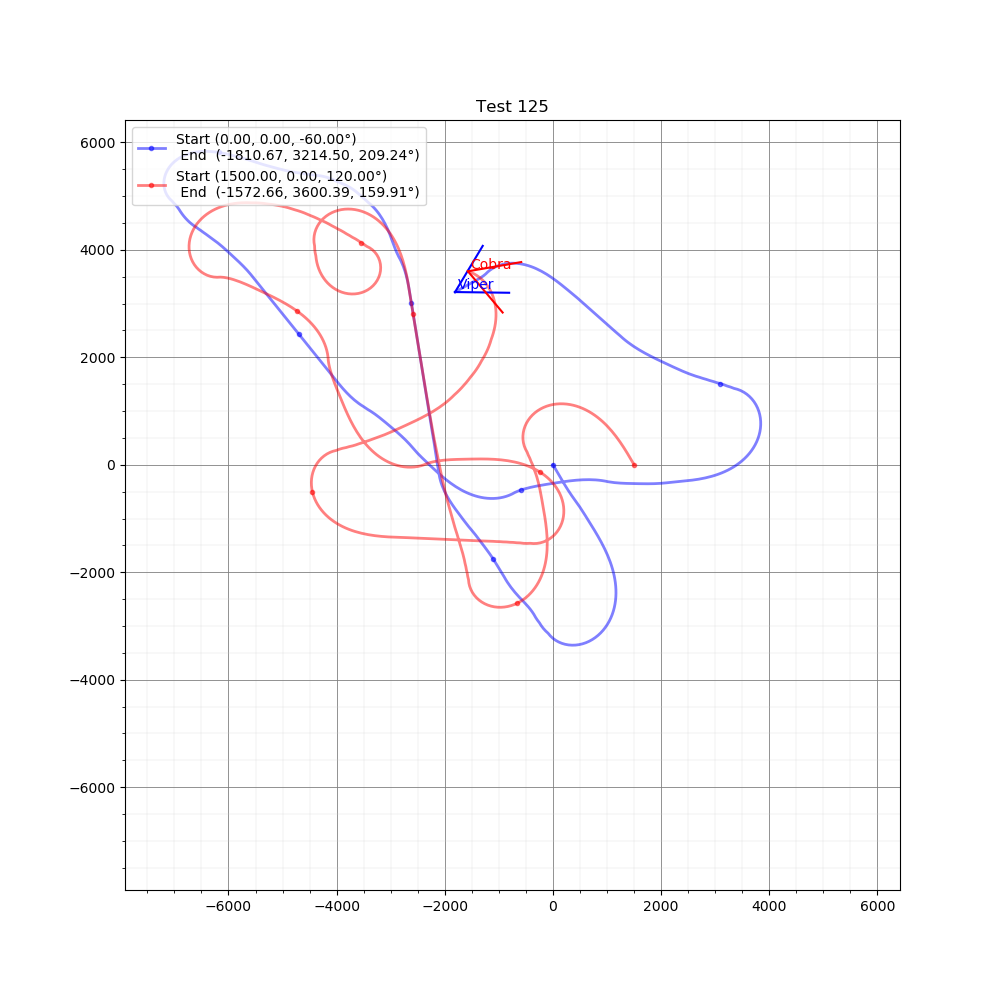 Test 125
Start (0.00, 0.00, -60.00°)
End (-1810.67, 3214.50, 209.24°)
Start (1500.00, 0.00, 120.00°)
End (-1572.66, 3600.39, 159.91°)
6000
4000
2000
0
−2000
−4000
−6000
Cobra
Viper
−6000 −4000 −2000 0 2000 4000 6000